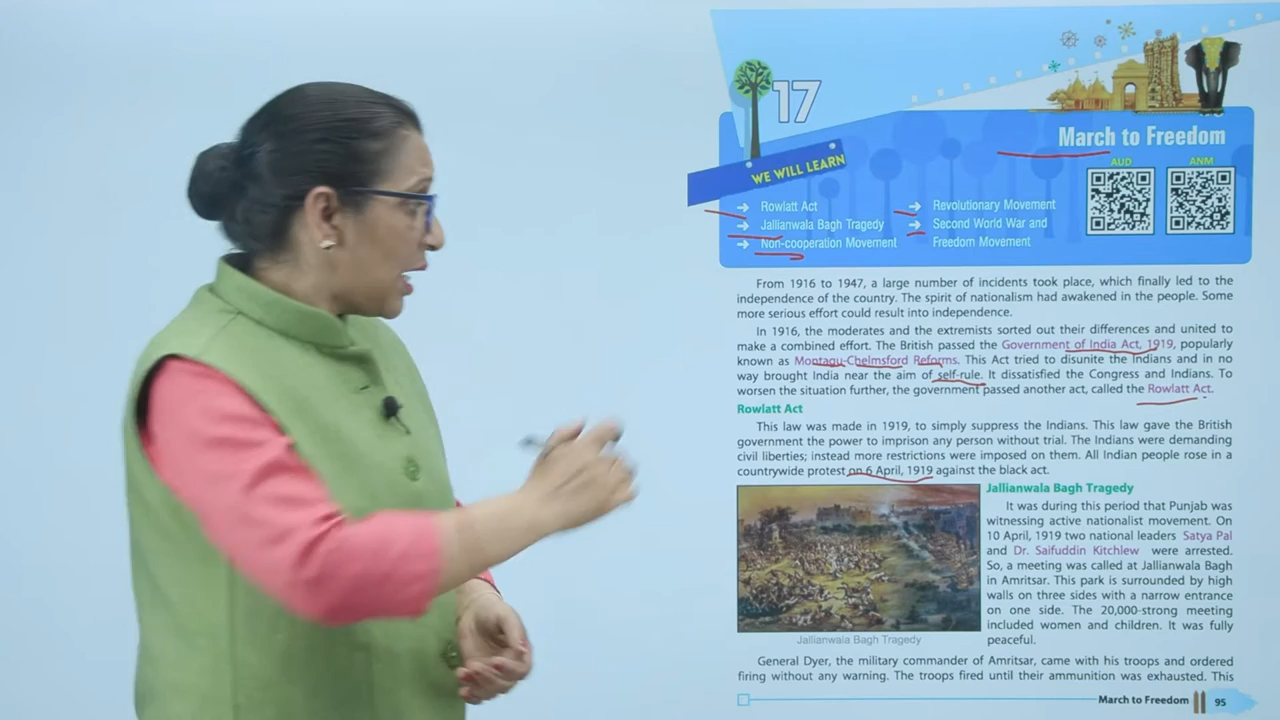 17
March to Freedom
WE WILL LEARN
AUD
ANM
Rowlatt Act
Jallianwala Bagh Tragedy
Non-cooperation Movement
Revolutionary Movement
Second World War and
Freedom Movement
From 1916 to 1947, a large number of incidents took place, which finally led to the
independence of the country. The spirit of nationalism had awakened in the people. Some
more serious effort could result into independence.
In 1916, the moderates and the extremists sorted out their differences and united to
make a combined effort. The British passed the Government of India Act, 1919, popularly
known as Montagu-Chelmsford Reforms. This Act tried to disunite the Indians and in no
way brought India near the aim of self-rule. It dissatisfied the Congress and Indians. To
worsen the situation further, the government passed another act, called the Rowlatt Act.
Rowlatt Act
This law was made in 1919, to simply suppress the Indians. This law gave the British
government the power to imprison any person without trial. The Indians were demanding
civil liberties; instead more restrictions were imposed on them. All Indian people rose in a
countrywide protest on 6 April, 1919 against the black act.
Jallianwala Bagh Tragedy
It was during this period that Punjab was
witnessing active nationalist movement. On
10 April, 1919 two national leaders Satya Pal
and Dr. Saifuddin Kitchlew were arrested.
So, a meeting was called at Jallianwala Bagh
in Amritsar. This park is surrounded by high
walls on three sides with a narrow entrance
on one side. The 20,000-strong meeting
included women and children. It was fully
peaceful.
Jallianwala Bagh Tragedy
General Dyer, the military commander of Amritsar, came with his troops and ordered
firing without any warning. The troops fired until their ammunition was exhausted. This
March to Freedom
95